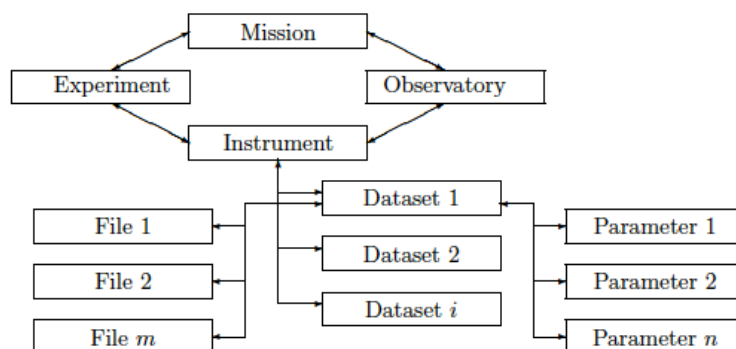 Mission
Experiment
Observatory
Instrument
Dataset 1
File 1
Parameter 1
Dataset 2
File 2
Parameter 2
Dataset i
File m
Parameter n